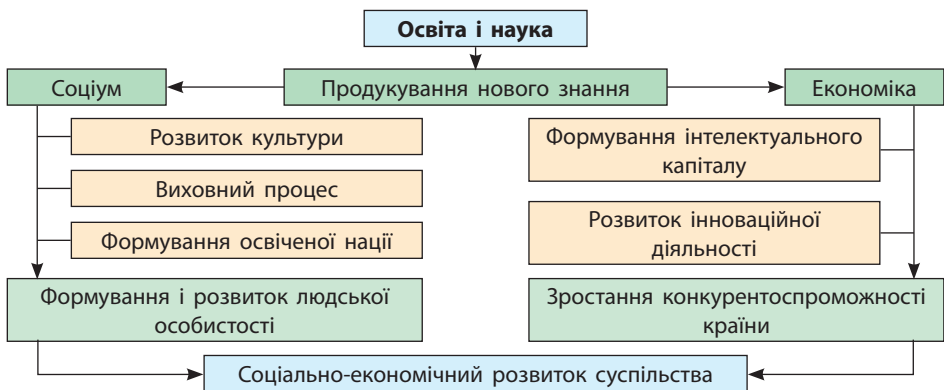 Освіта і наука
Соціум
Продукування нового знання
Економіка
Розвиток культури
Виховний процес
Формування освіченої нації
Формування інтелектуального
капіталу
Розвиток інноваційної
діяльності
Формування і розвиток людської
особистості
Зростання конкурентоспроможності
країни
Соціально-економічний розвиток суспільства